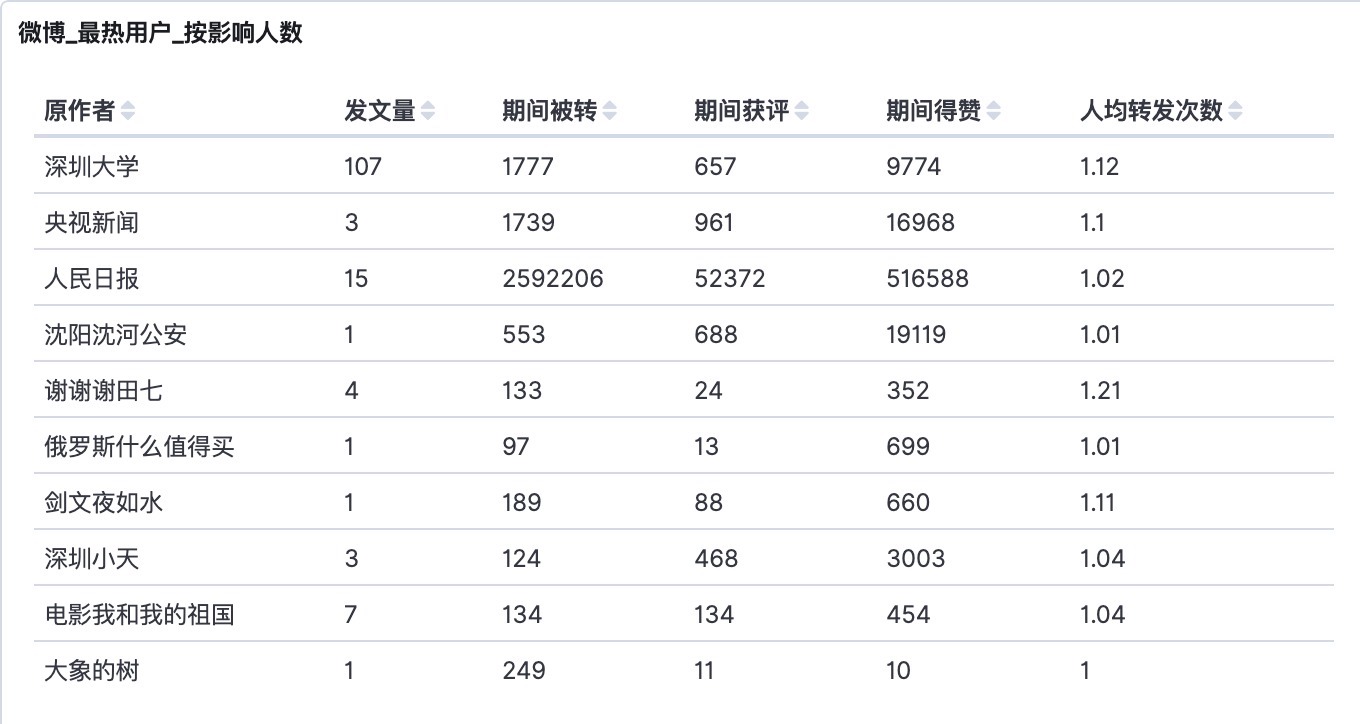 微博_最热用户_按影响人数
原作者 发文量 期间被转 期间获评 期间得赞 人均转发次数
深圳大学 107 1777 657 9774 1.12
央视新闻 3 1739 961 16968 1.1
人民日报 15 2592206 52372 516588 1.02
沈阳沈河公安 1 553 688 19119 1.01
谢谢谢田七 4 133 24 352 1.21
俄罗斯什么值得买 1 97 13 699 1.01
剑文夜如水 1 189 88 660 1.11
深圳小天 3 124 468 3003 1.04
电影我和我的祖国 7 134 134 454 1.04
大象的树 1 249 11 10 1